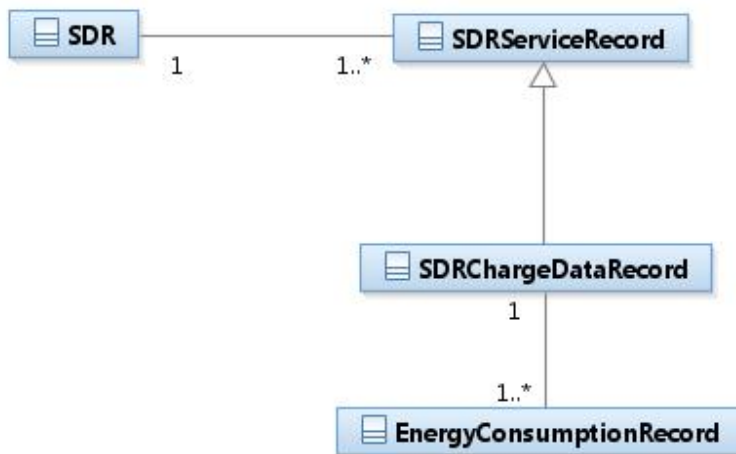 SDR
SDRServiceRecord
1
1..*
SDRChargeDataRecord
1
1..*
EnergyConsumptionRecord